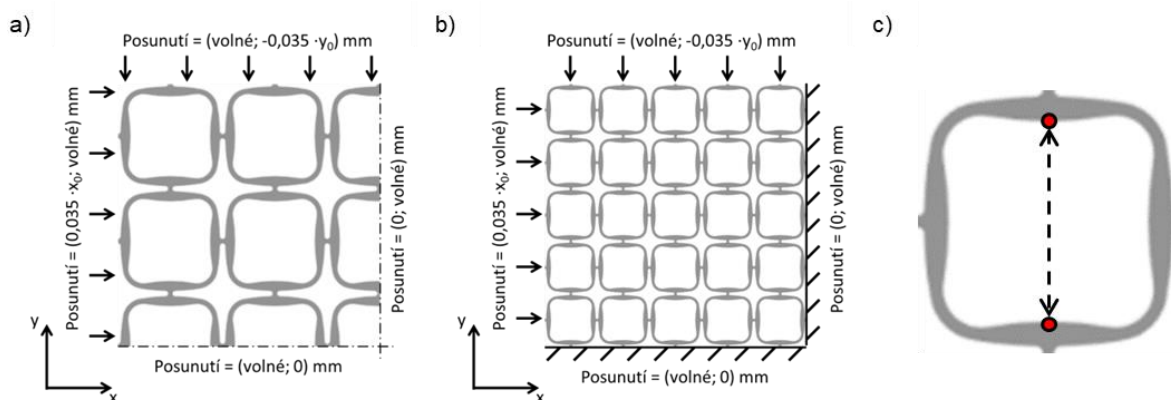 a)
Posunutí = (volné; -0,035 ·y₀) mm
Posunutí = (0,035 ·x₀; volné) mm
Posunutí = (0; volné) mm
y
x
Posunutí = (volné; 0) mm
b)
Posunutí = (volné; -0,035 ·y₀) mm
Posunutí = (0,035 ·x₀; volné) mm
Posunutí = (0; volné) mm
y
x
Posunutí = (volné; 0) mm
c)